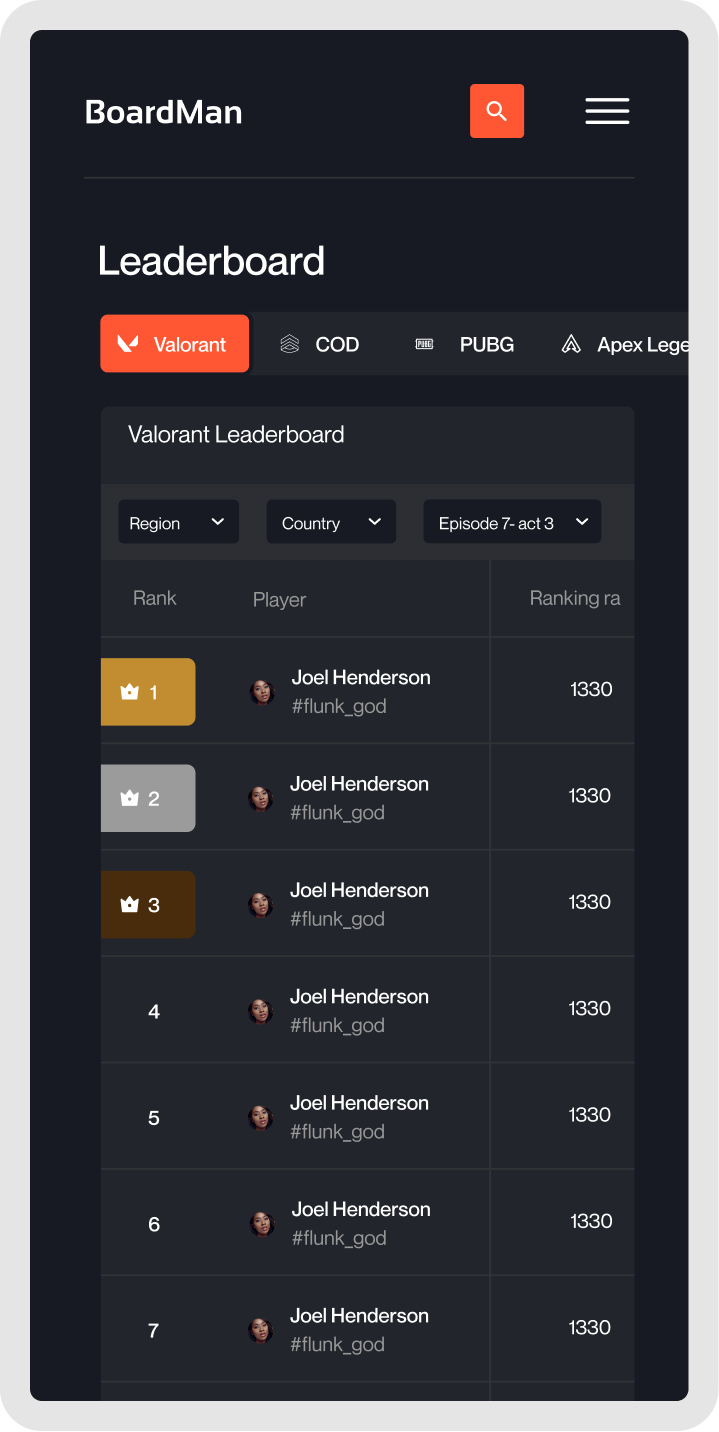 BoardMan
Leaderboard
Valorant COD PUBG PUBG Apex Lege
Valorant Leaderboard
Region Country Episode 7- act 3
Rank Player Ranking ra
1 Joel Henderson 1330
#flunk_god
2 Joel Henderson 1330
#flunk_god
3 Joel Henderson 1330
#flunk_god
4 Joel Henderson 1330
#flunk_god
5 Joel Henderson 1330
#flunk_god
6 Joel Henderson 1330
#flunk_god
7 Joel Henderson 1330
#flunk_god